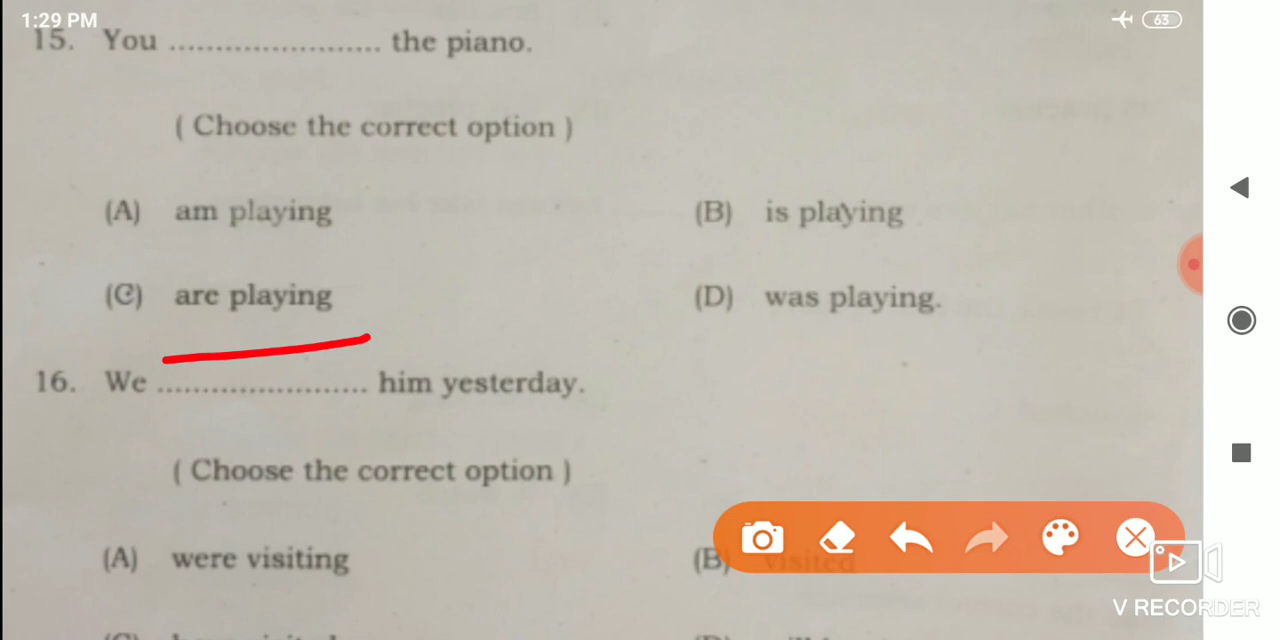 1:29 PM
63
15. You ....................... the piano.
( Choose the correct option )
(A) am playing
(B) is playing
(C) are playing
(D) was playing.
16. We ....................... him yesterday.
( Choose the correct option )
(A) were visiting
(B) visited
V RECORDER